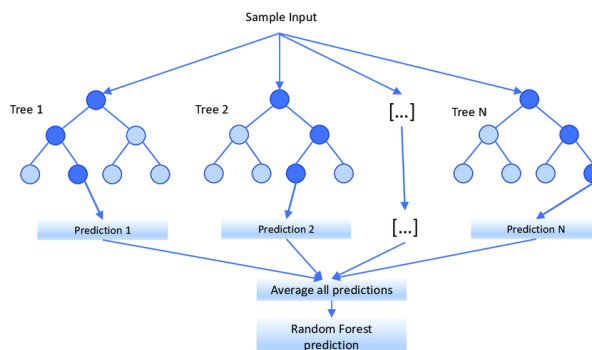 Sample Input
Tree 1
Tree 2
[...]
Tree N
Prediction 1
Prediction 2
[...]
Prediction N
Average all predictions
Random Forest
prediction